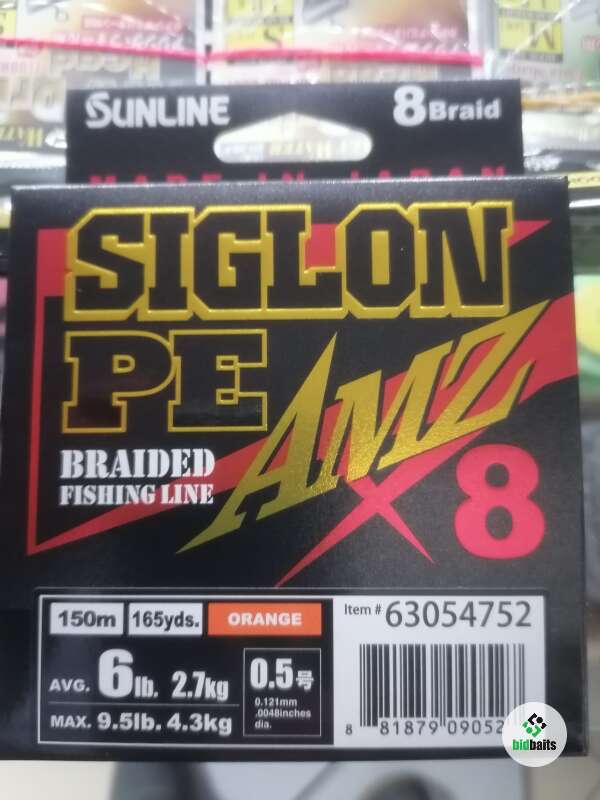 SUNLINE
8 Braid
MADE IN JAPAN
SIGLON
PE
AMZ
BRAIDED
FISHING LINE
×8
150m 165yds. ORANGE
AVG. 6lb. 2.7kg
MAX. 9.5lb. 4.3kg
0.5号
0.121mm
.0048inches
dia.
Item # 63054752
8 81879 09052
bidbaits